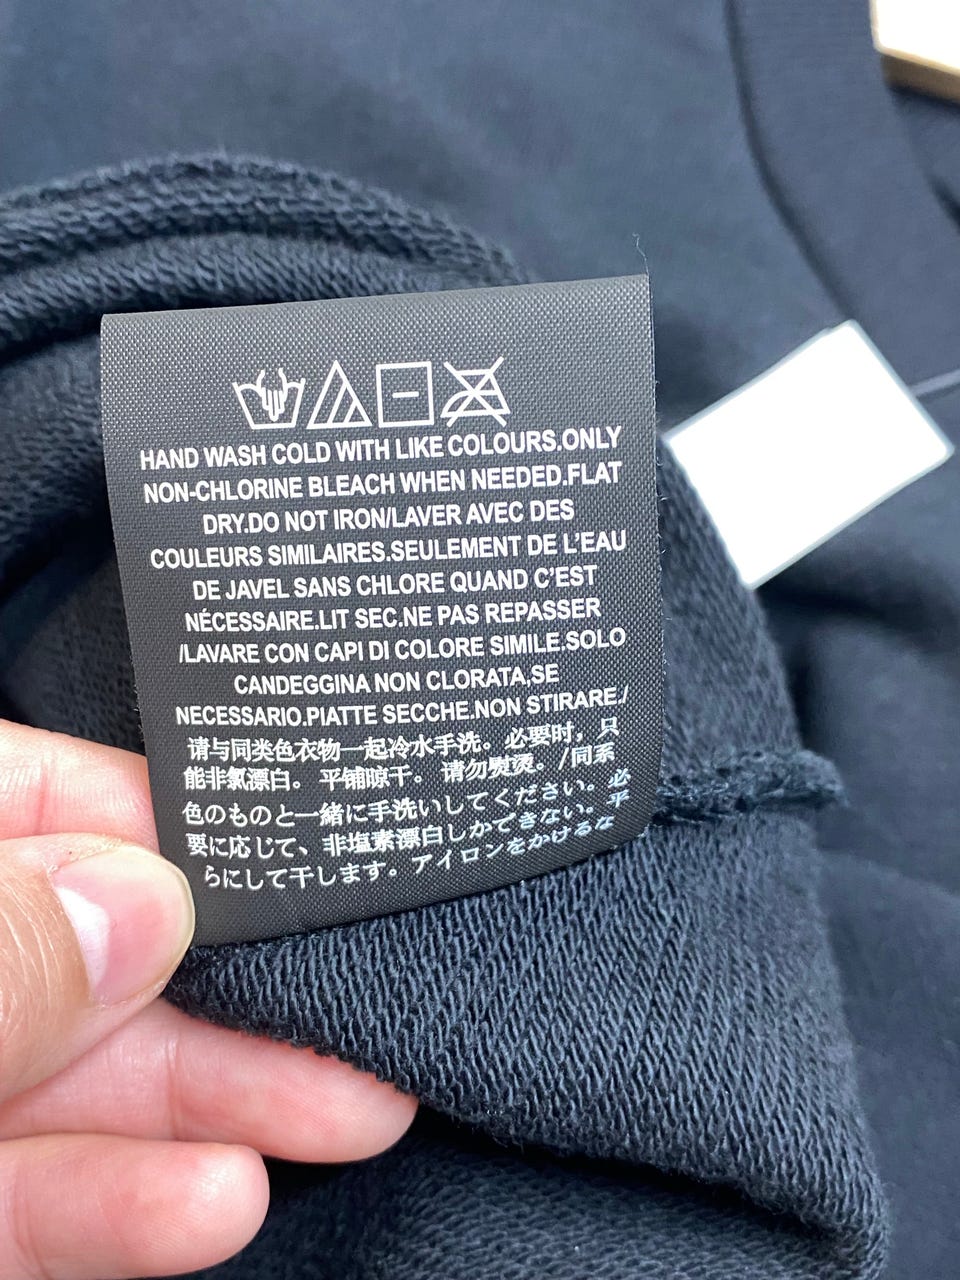 HAND WASH COLD WITH LIKE COLOURS.ONLY
NON-CHLORINE BLEACH WHEN NEEDED.FLAT
DRY.DO NOT IRON/LAVER AVEC DES
COULEURS SIMILAIRES.SEULEMENT DE L'EAU
DE JAVEL SANS CHLORE QUAND C'EST
NÉCESSAIRE.LIT SEC.NE PAS REPASSER
/LAVARE CON CAPI DI COLORE SIMILE.SOLO
CANDEGGINA NON CLORATA,SE
NECESSARIO.PIATTE SECCHE.NON STIRARE./
请与同类色衣物一起冷水手洗。必要时，只
能非氯漂白。平铺晾干。请勿熨烫。/同系
色のものと一緒に手洗いしてください。必
要に応じて、非塩素漂白しかできない。平
らにして干します。アイロンをかけるな